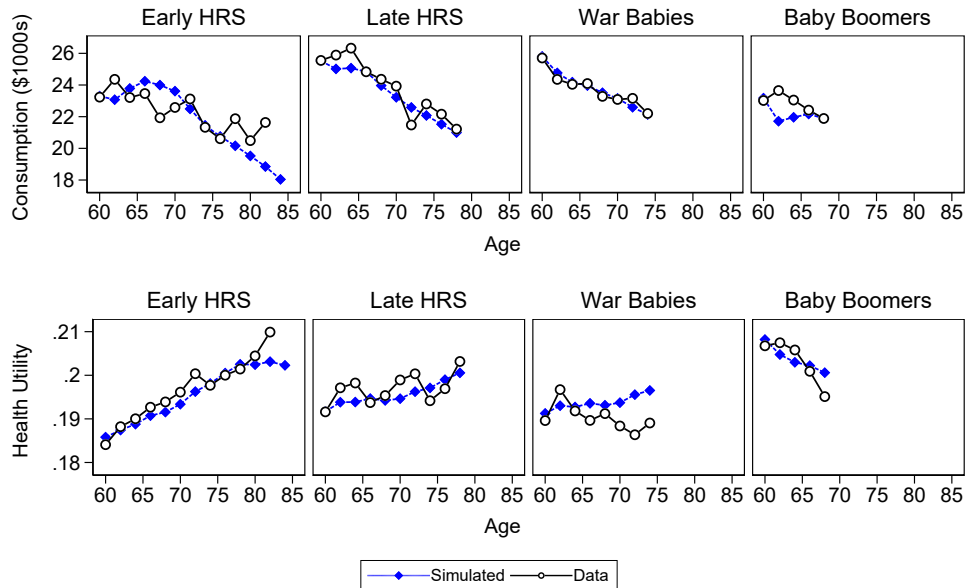 Early HRS Late HRS War Babies Baby Boomers
Consumption ($1000s)
26
24
22
20
18
60 65 70 75 80 85 60 65 70 75 80 85 60 65 70 75 80 85 60 65 70 75 80 85
Age
Early HRS Late HRS War Babies Baby Boomers
Health Utility
.21
.2
.19
.18
60 65 70 75 80 85 60 65 70 75 80 85 60 65 70 75 80 85 60 65 70 75 80 85
Age
Simulated Data